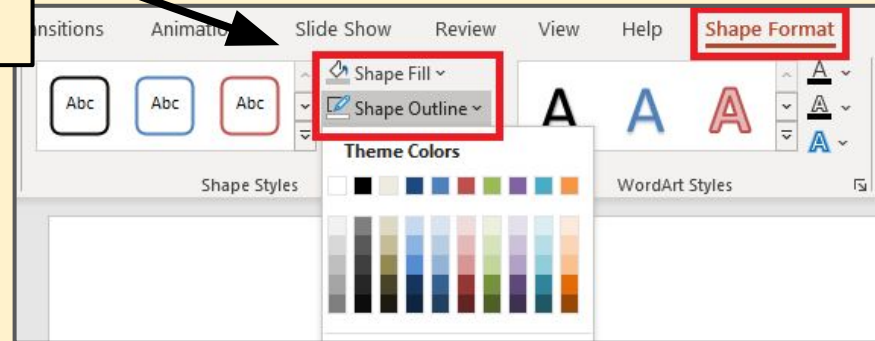 nsitions Animatio Slide Show Review View Help Shape Format
Shape Fill
Abc Abc Abc Shape Outline A A A A A A
Theme Colors
Shape Styles WordArt Styles